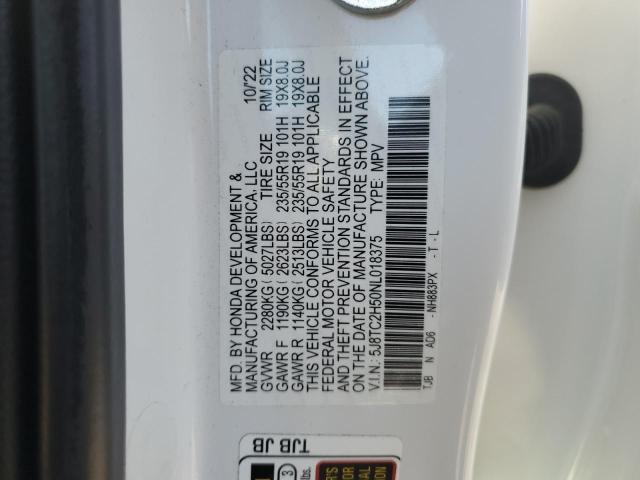 MFD. BY HONDA DEVELOPMENT &
MANUFACTURING OF AMERICA, LLC 10/'22
GVWR 2280KG(5027LBS) TIRE SIZE RIM SIZE
GAWR F 1190KG(2623LBS) 235/55R19 101H 19X8.0J
GAWR R 1140KG(2513LBS) 235/55R19 101H 19X8.0J
THIS VEHICLE CONFORMS TO ALL APPLICABLE
FEDERAL MOTOR VEHICLE SAFETY
AND THEFT PREVENTION STANDARDS IN EFFECT
ON THE DATE OF MANUFACTURE SHOWN ABOVE.
V.I.N.: 5J8TC2H50NL018375 TYPE: MPV
TJB N AD6 -NH883PX -T-L
TJB JB
3
lbs.